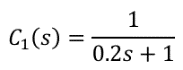 C₁(s) = 1 / (0.2s + 1)